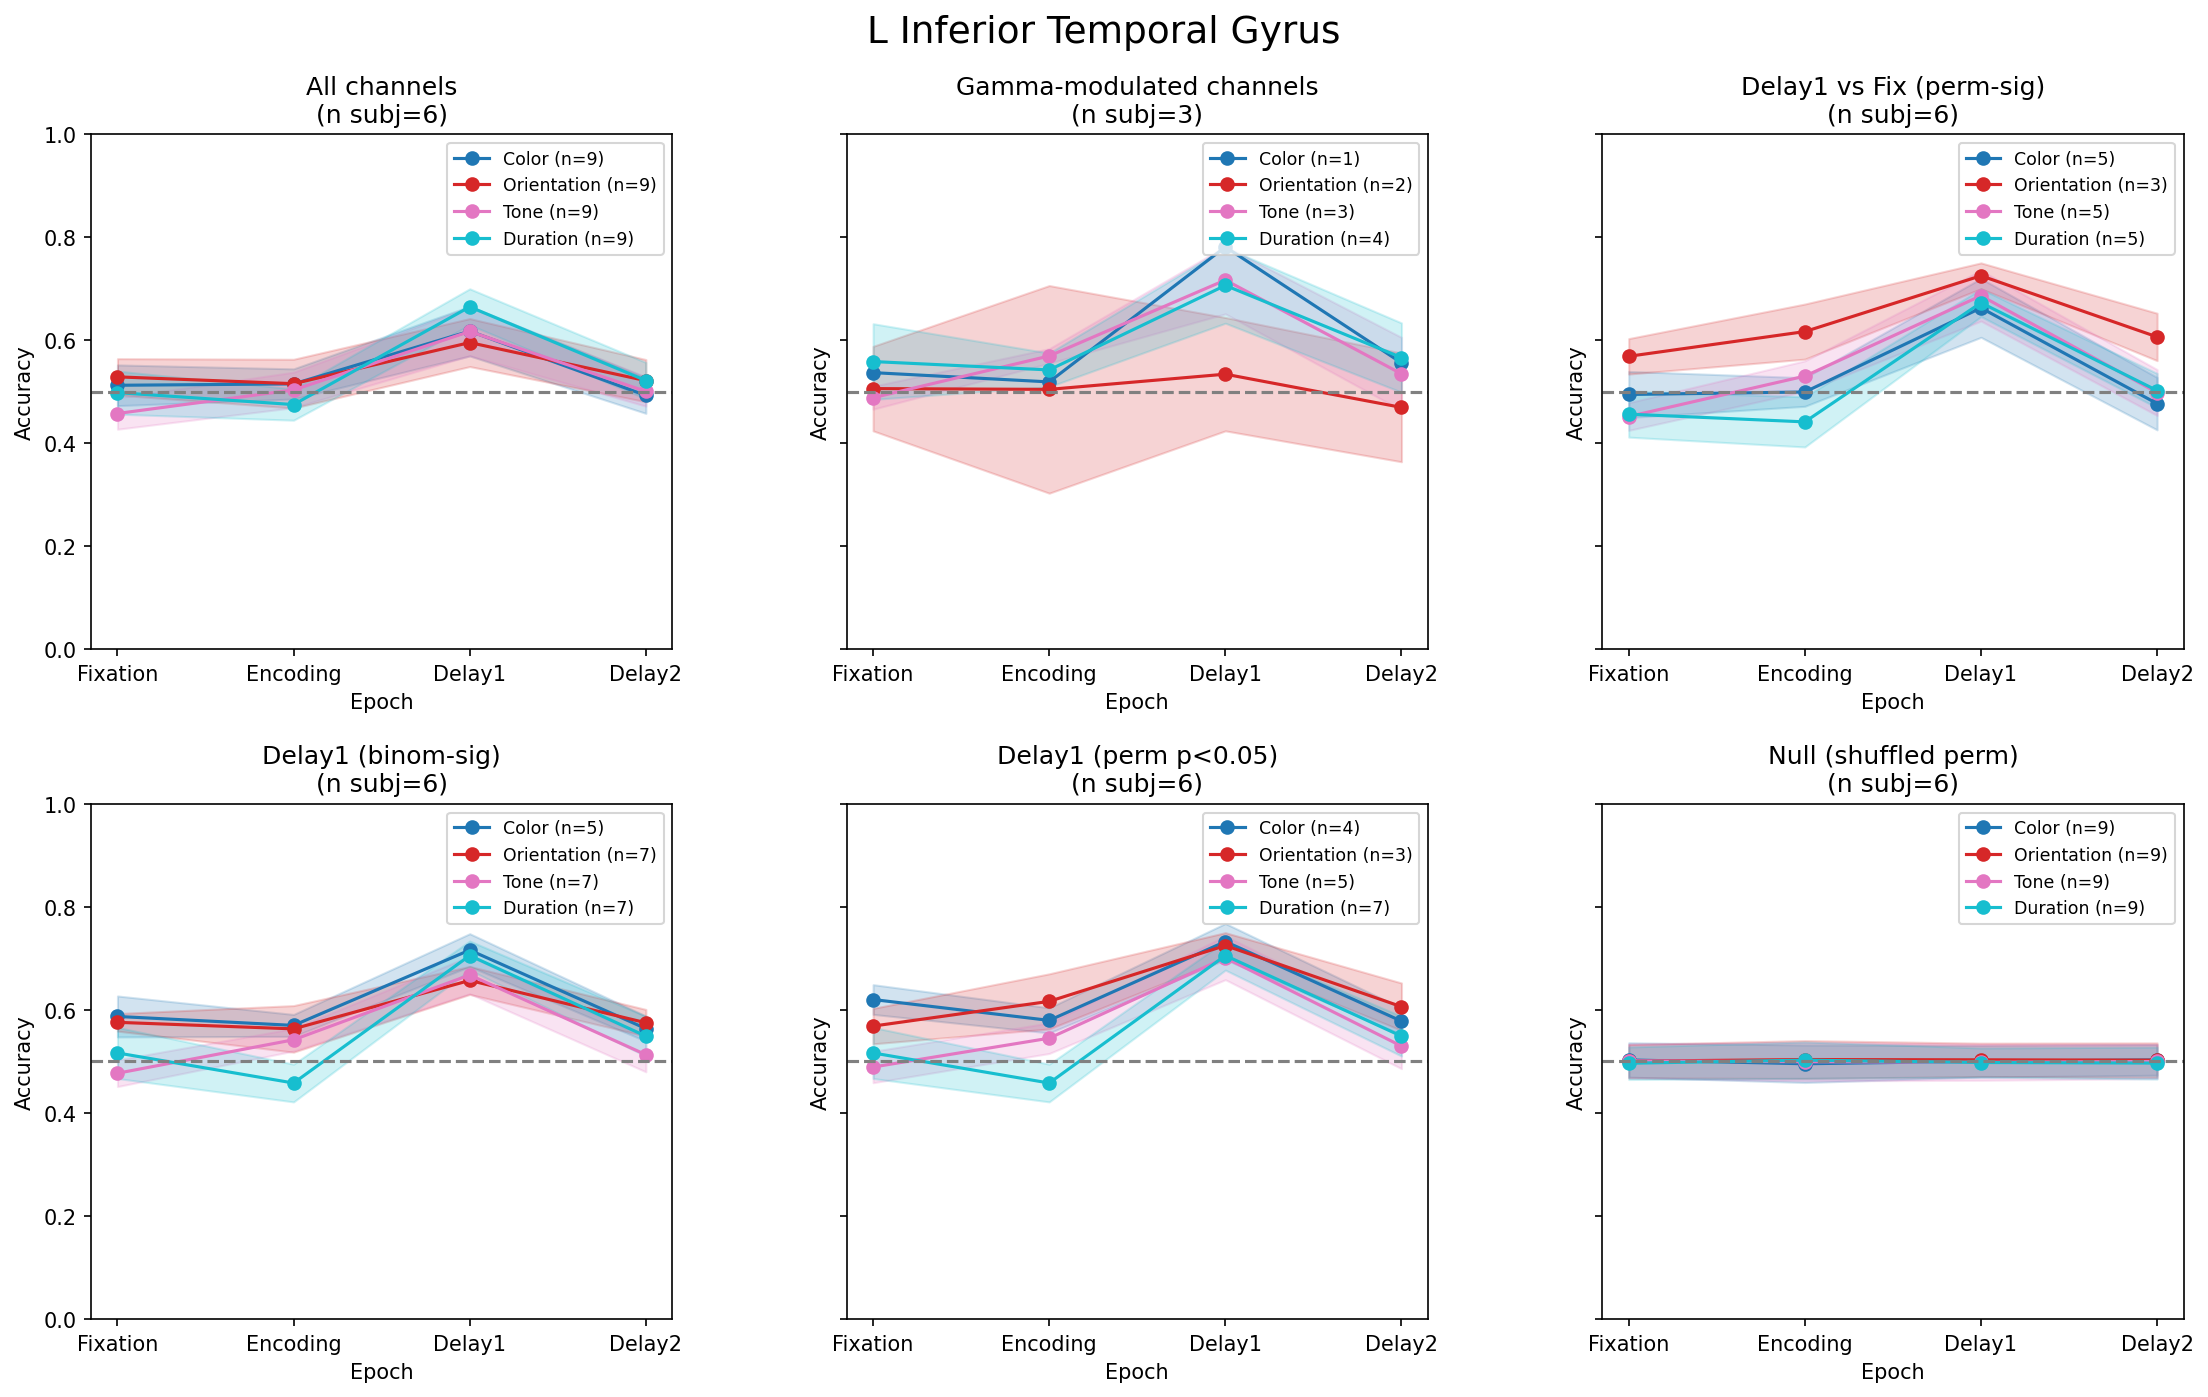 L Inferior Temporal Gyrus
All channels
(n subj=6)
Accuracy
1.0
0.8
0.6
0.4
0.2
0.0
Color (n=9)
Orientation (n=9)
Tone (n=9)
Duration (n=9)
Fixation Encoding Delay1 Delay2
Epoch
Gamma-modulated channels
(n subj=3)
Accuracy
Color (n=1)
Orientation (n=2)
Tone (n=3)
Duration (n=4)
Fixation Encoding Delay1 Delay2
Epoch
Delay1 vs Fix (perm-sig)
(n subj=6)
Accuracy
Color (n=5)
Orientation (n=3)
Tone (n=5)
Duration (n=5)
Fixation Encoding Delay1 Delay2
Epoch
Delay1 (binom-sig)
(n subj=6)
Accuracy
1.0
0.8
0.6
0.4
0.2
0.0
Color (n=5)
Orientation (n=7)
Tone (n=7)
Duration (n=7)
Fixation Encoding Delay1 Delay2
Epoch
Delay1 (perm p<0.05)
(n subj=6)
Accuracy
Color (n=4)
Orientation (n=3)
Tone (n=5)
Duration (n=7)
Fixation Encoding Delay1 Delay2
Epoch
Null (shuffled perm)
(n subj=6)
Accuracy
Color (n=9)
Orientation (n=9)
Tone (n=9)
Duration (n=9)
Fixation Encoding Delay1 Delay2
Epoch